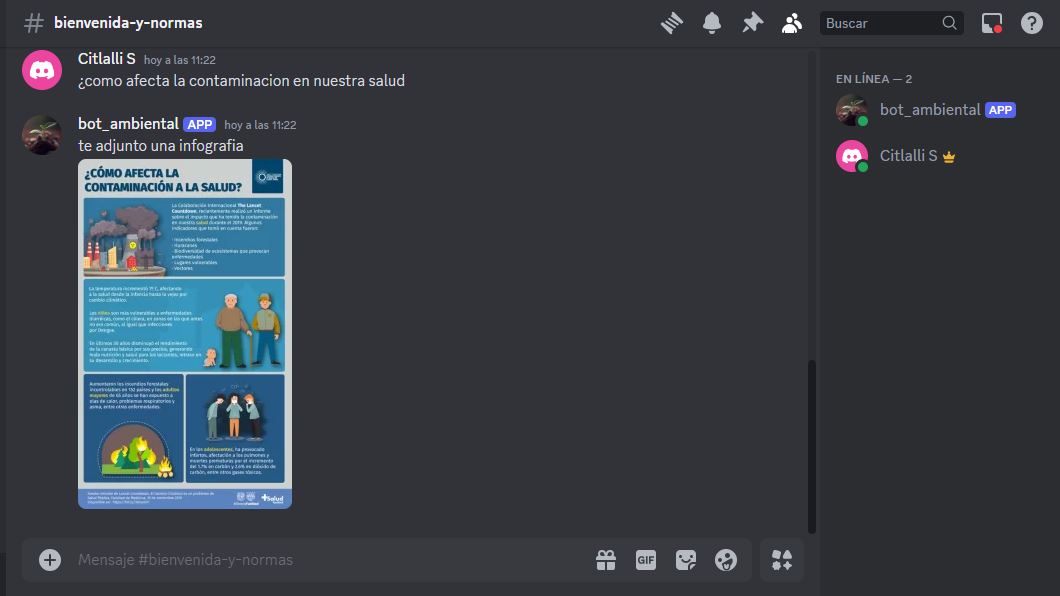 bienvenida-y-normas
Buscar
Citlalli S hoy a las 11:22
¿como afecta la contaminacion en nuestra salud
bot_ambiental APP hoy a las 11:22
te adjunto una infografia
¿CÓMO AFECTA LA
CONTAMINACIÓN A LA SALUD?
La Colaboración Internacional The Lancet
Countdown, recientemente realizó un informe
sobre el impacto que ha tenido la contaminación
en nuestra salud durante el 2019. Algunos
indicadores que tomó en cuenta fueron:
- Incendios forestales
- Huracanes
- Biodiversidad de ecosistemas que provocan
enfermedades
- Lugares vulnerables
- Vectores
La temperatura incrementó 1° C, afectando
a la salud desde la infancia hasta la vejez por
cambio climático.
Los niños son más vulnerables a enfermedades
diarréicas, como el cólera, en zonas en las que antes
no era común, al igual que infecciones
por Dengue.
En últimos 30 años disminuyó el rendimiento
de la canasta básica por sus precios, generando
mala nutrición y salud para los lactantes, retraso en
su desarrollo y crecimiento.
Aumentaron los incendios forestales
incontrolables en 152 países y los adultos
mayores de 65 años se han expuesto a
olas de calor, problemas respiratorios y
asma, entre otras enfermedades.
En los adolescentes, ha provocado
infartos, afectación a los pulmones y
muertes prematuras por el incremento
del 1.7% en carbón y 2.6% en dióxido de
carbón, entre otros gases tóxicos.
+Salud
Mensaje #bienvenida-y-normas
GIF
EN LÍNEA — 2
bot_ambiental APP
Citlalli S